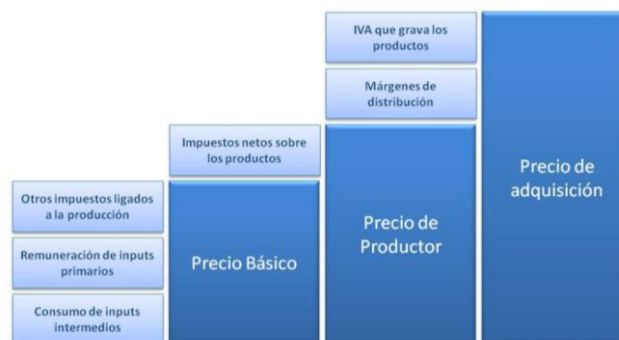 IVA que grava los
productos
Márgenes de
distribución
Impuestos netos sobre
los productos
Otros impuestos ligados
a la producción
Remuneración de inputs
primarios
Consumo de inputs
intermedios
Precio Básico
Precio de
Productor
Precio de
adquisición